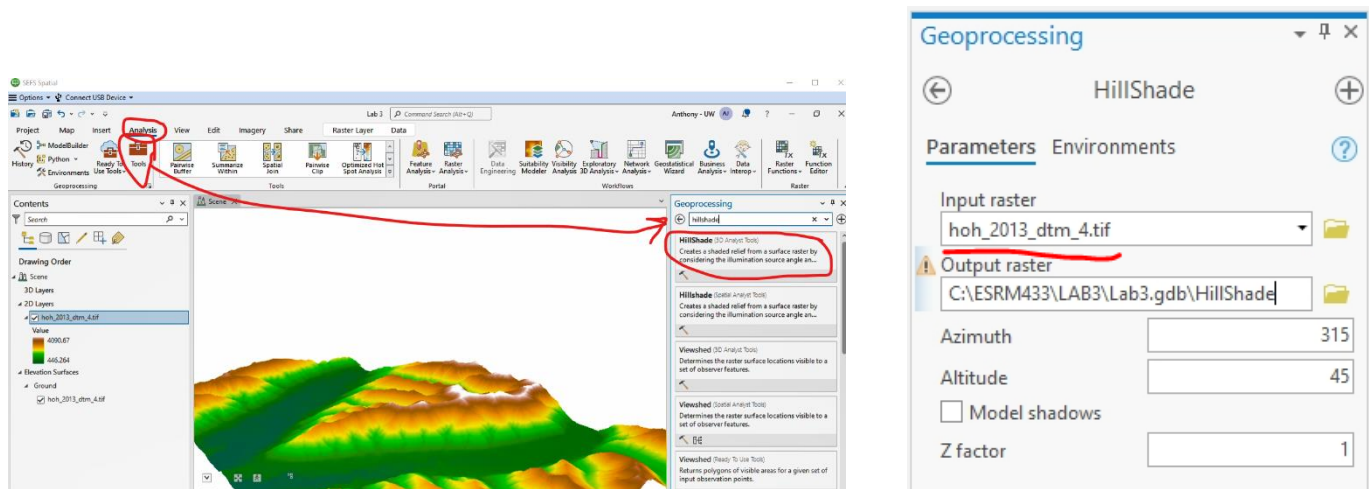 SEFS Spatial
Options Connect USB Device
Lab 3 Command Search (Alt+Q) Anthony - UW
Project Map Insert Analysis View Edit Imagery Share Raster Layer Data
History ModelBuilder Python Environments Ready To Use Tools Tools Pairwise Buffer Summarize Within Spatial Join Pairwise Clip Optimized Hot Spot Analysis Feature Analysis Raster Analysis Data Engineering Suitability Modeler Visibility Analysis Exploratory 3D Analysis Network Analysis Geostatistical Wizard Business Analysis Data Interop Raster Functions Function Editor
Geoprocessing Tools Portal Workflows Raster
Contents
Search
Drawing Order
Scene
3D Layers
2D Layers
hoh_2013_dtm_4.tif
Value
4090.67
446.264
Elevation Surfaces
Ground
hoh_2013_dtm_4.tif
Scene
Geoprocessing
hillshade
HillShade (3D Analyst Tools)
Creates a shaded relief from a surface raster by
considering the illumination source angle an...
Hillshade (Spatial Analyst Tools)
Creates a shaded relief from a surface raster by
considering the illumination source angle an...
Viewshed (3D Analyst Tools)
Determines the raster surface locations visible to a
set of observer features.
Viewshed (Spatial Analyst Tools)
Determines the raster surface locations visible to a
set of observer features.
Viewshed (Ready To Use Tools)
Returns polygons of visible areas for a given set of
input observation points.
Geoprocessing
HillShade
Parameters Environments
Input raster
hoh_2013_dtm_4.tif
Output raster
C:\ESRM433\LAB3\Lab3.gdb\HillShade
Azimuth 315
Altitude 45
Model shadows
Z factor 1